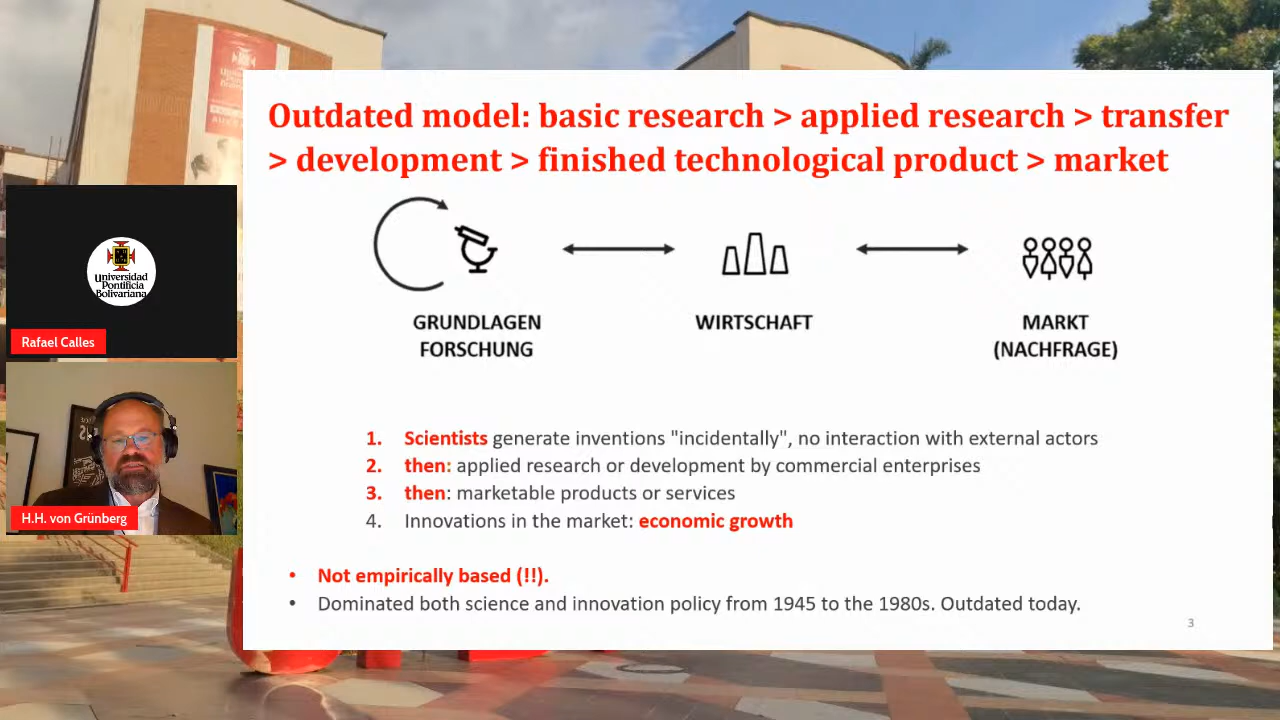 Outdated model: basic research > applied research > transfer
> development > finished technological product > market
GRUNDLAGEN
FORSCHUNG
WIRTSCHAFT
MARKT
(NACHFRAGE)
1. Scientists generate inventions "incidentally", no interaction with external actors
2. then: applied research or development by commercial enterprises
3. then: marketable products or services
4. Innovations in the market: economic growth
• Not empirically based (!!).
• Dominated both science and innovation policy from 1945 to the 1980s. Outdated today.
3
Universidad
Pontificia
Bolivariana
Rafael Calles
H.H. von Grünberg